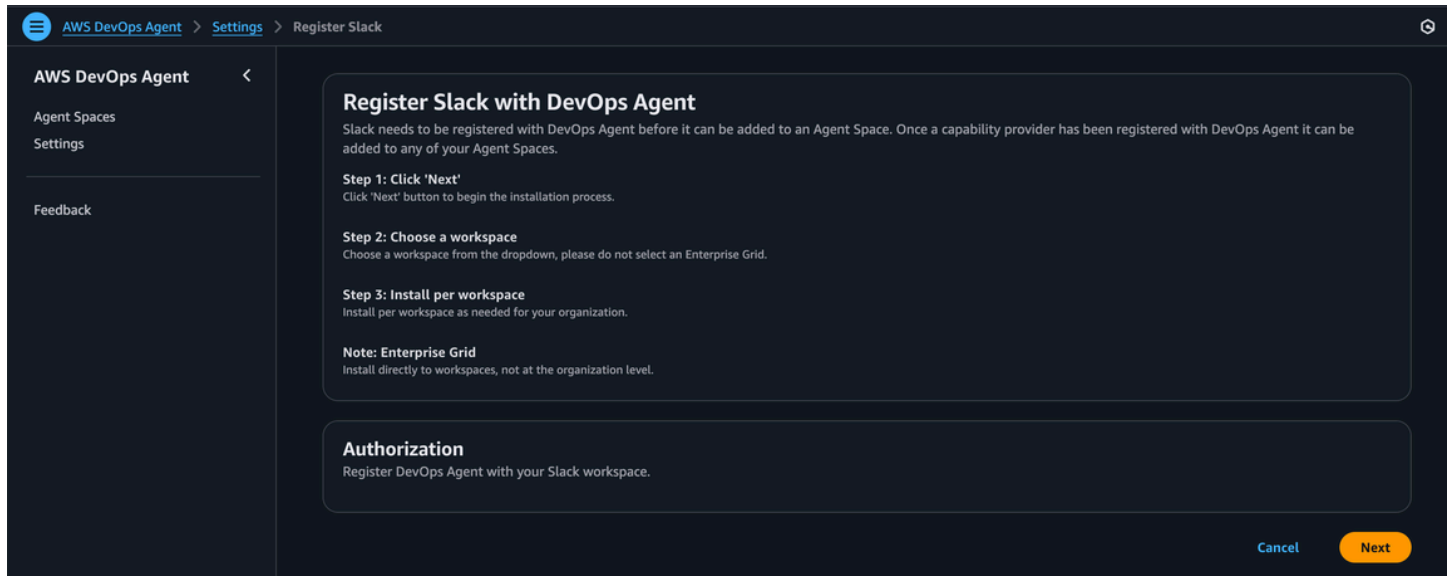 AWS DevOps Agent > Settings > Register Slack
AWS DevOps Agent
Agent Spaces
Settings
Feedback
Register Slack with DevOps Agent
Slack needs to be registered with DevOps Agent before it can be added to an Agent Space. Once a capability provider has been registered with DevOps Agent it can be
added to any of your Agent Spaces.
Step 1: Click 'Next'
Click 'Next' button to begin the installation process.
Step 2: Choose a workspace
Choose a workspace from the dropdown, please do not select an Enterprise Grid.
Step 3: Install per workspace
Install per workspace as needed for your organization.
Note: Enterprise Grid
Install directly to workspaces, not at the organization level.
Authorization
Register DevOps Agent with your Slack workspace.
Cancel Next